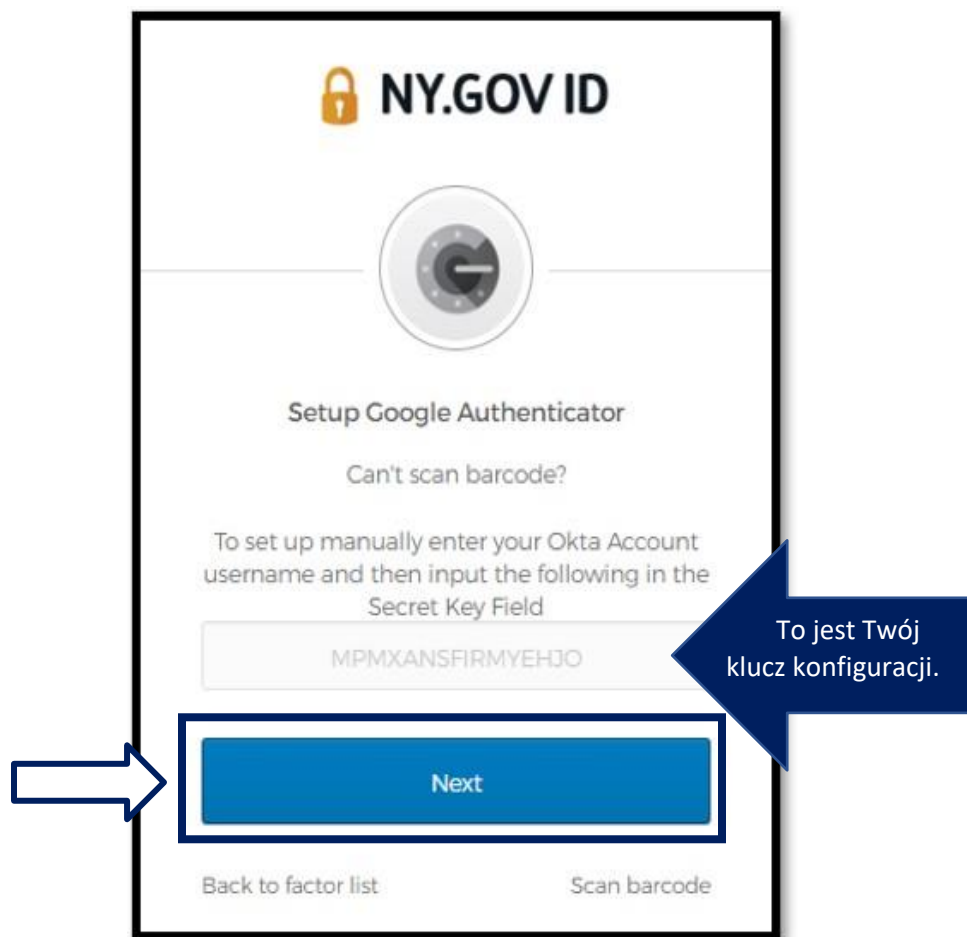 NY.GOV ID
Setup Google Authenticator
Can't scan barcode?
To set up manually enter your Okta Account
username and then input the following in the
Secret Key Field
MPMXANSFIRMYEHJO
To jest Twój
klucz konfiguracji.
Next
Back to factor list
Scan barcode